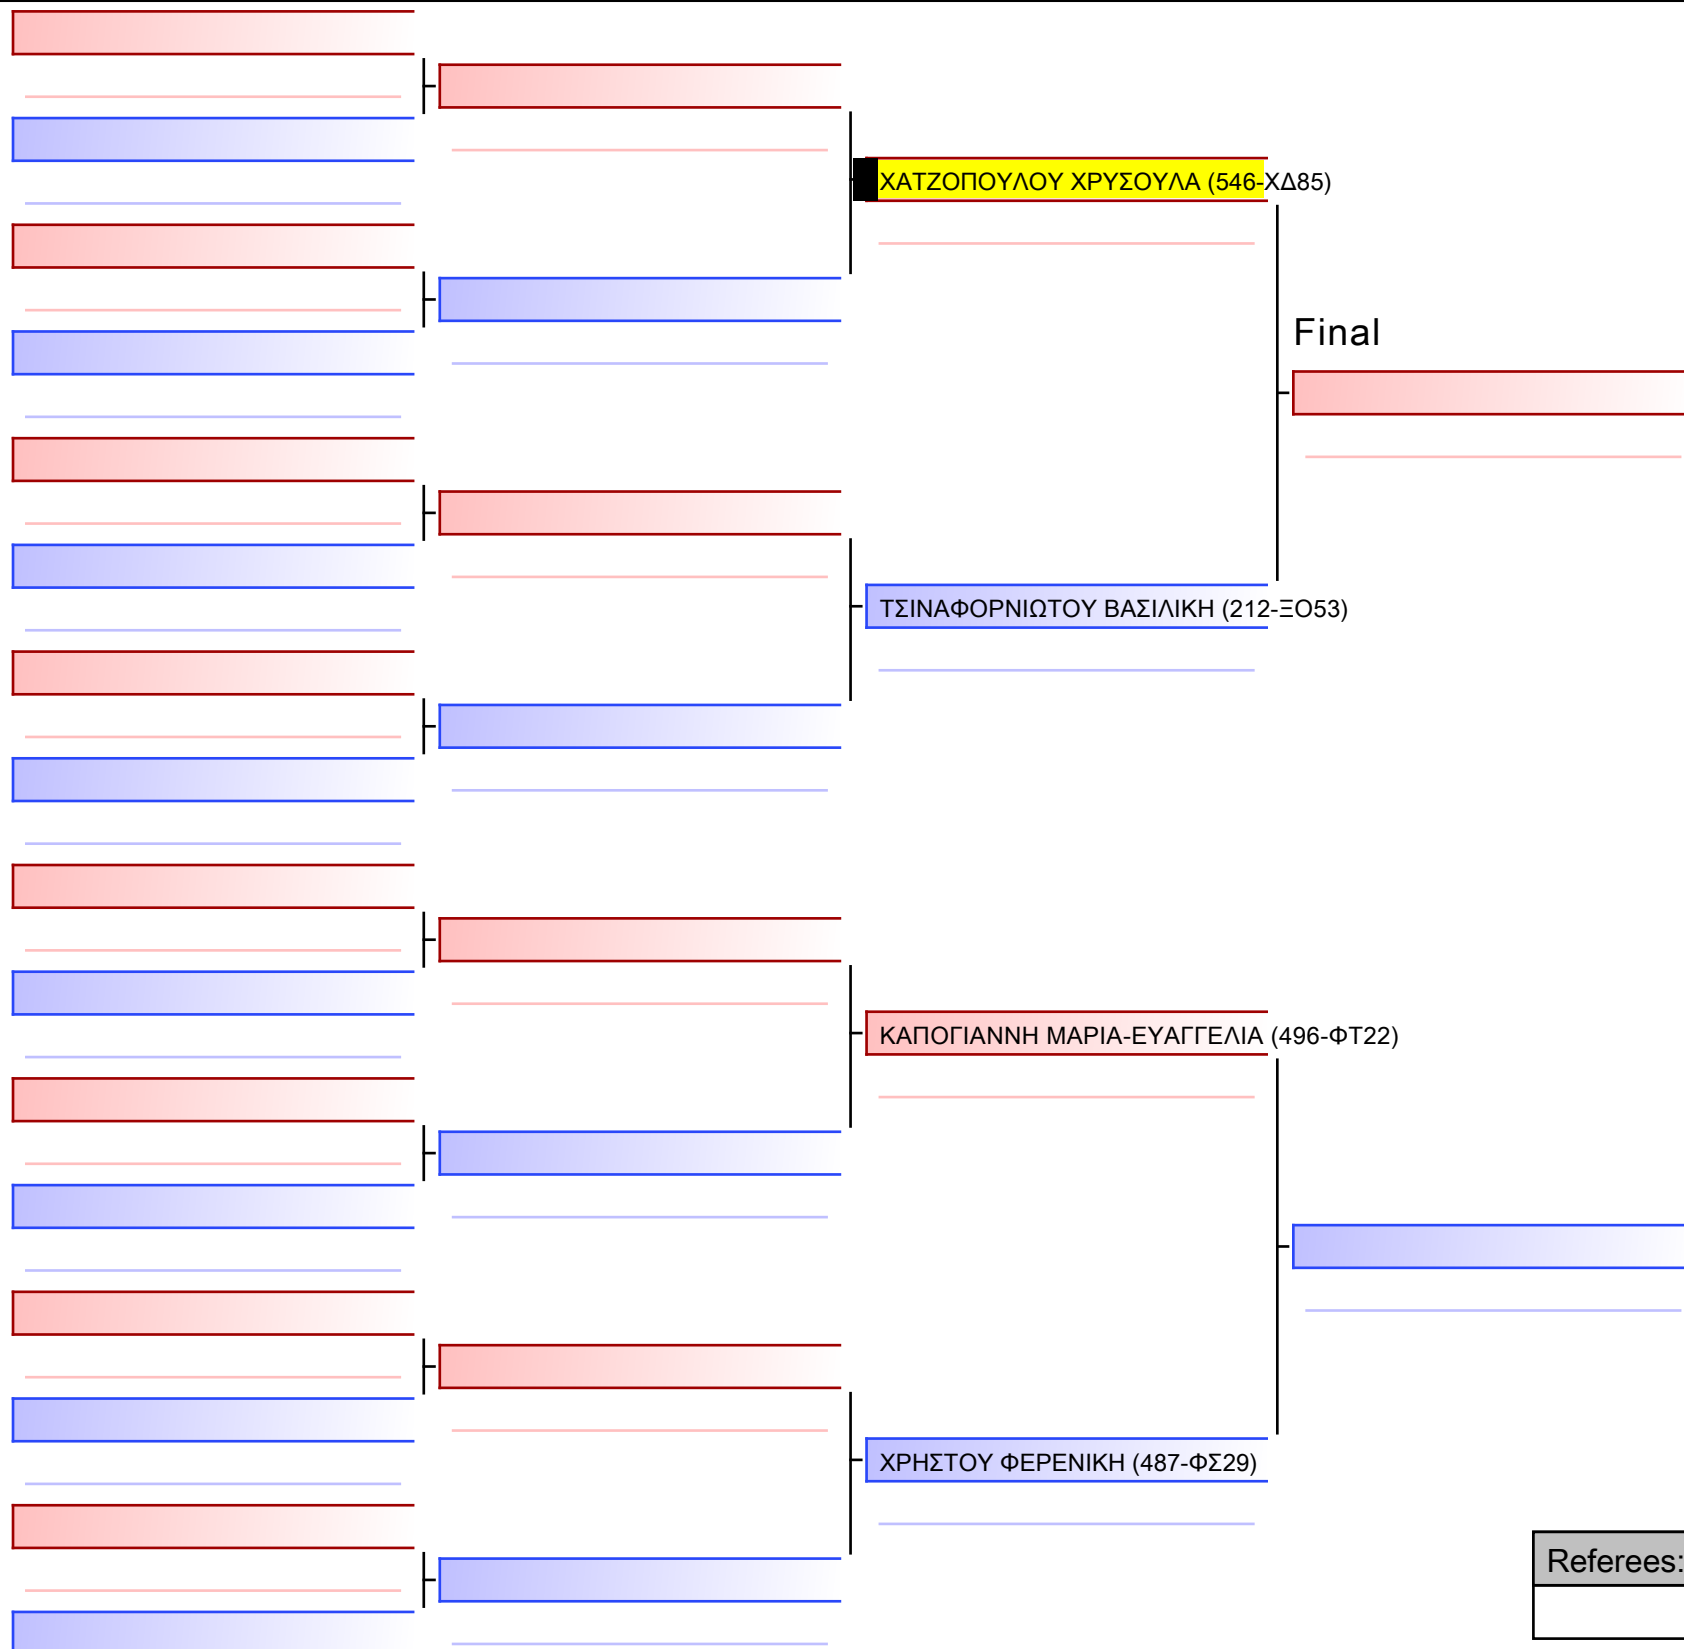 ΧΑΤΖΟΠΟΥΛΟΥ ΧΡΥΣΟΥΛΑ (546-ΧΔ85)
Final
ΤΣΙΝΑΦΟΡΝΙΩΤΟΥ ΒΑΣΙΛΙΚΗ (212-ΞΟ53)
ΚΑΠΟΓΙΑΝΝΗ ΜΑΡΙΑ-ΕΥΑΓΓΕΛΙΑ (496-ΦΤ22)
ΧΡΗΣΤΟΥ ΦΕΡΕΝΙΚΗ (487-ΦΣ29)
Referees: